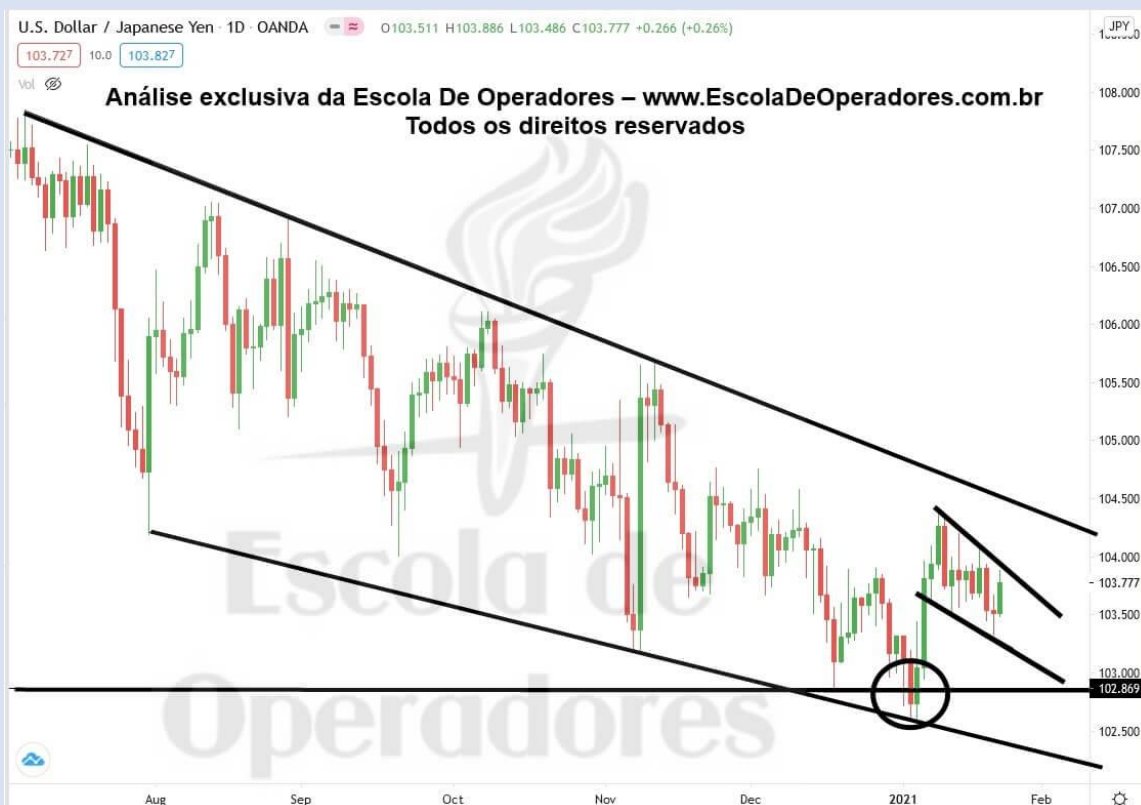 U.S. Dollar / Japanese Yen · 1D · OANDA O103.511 H103.886 L103.486 C103.777 +0.266 (+0.26%)
JPY
103.727 10.0 103.827
Vol
Análise exclusiva da Escola De Operadores – www.EscolaDeOperadores.com.br
Todos os direitos reservados
108.000
107.500
107.000
106.500
106.000
105.500
105.000
104.500
104.000
103.777
103.500
103.000
102.869
102.500
Escola de
Operadores
Aug Sep Oct Nov Dec 2021 Feb